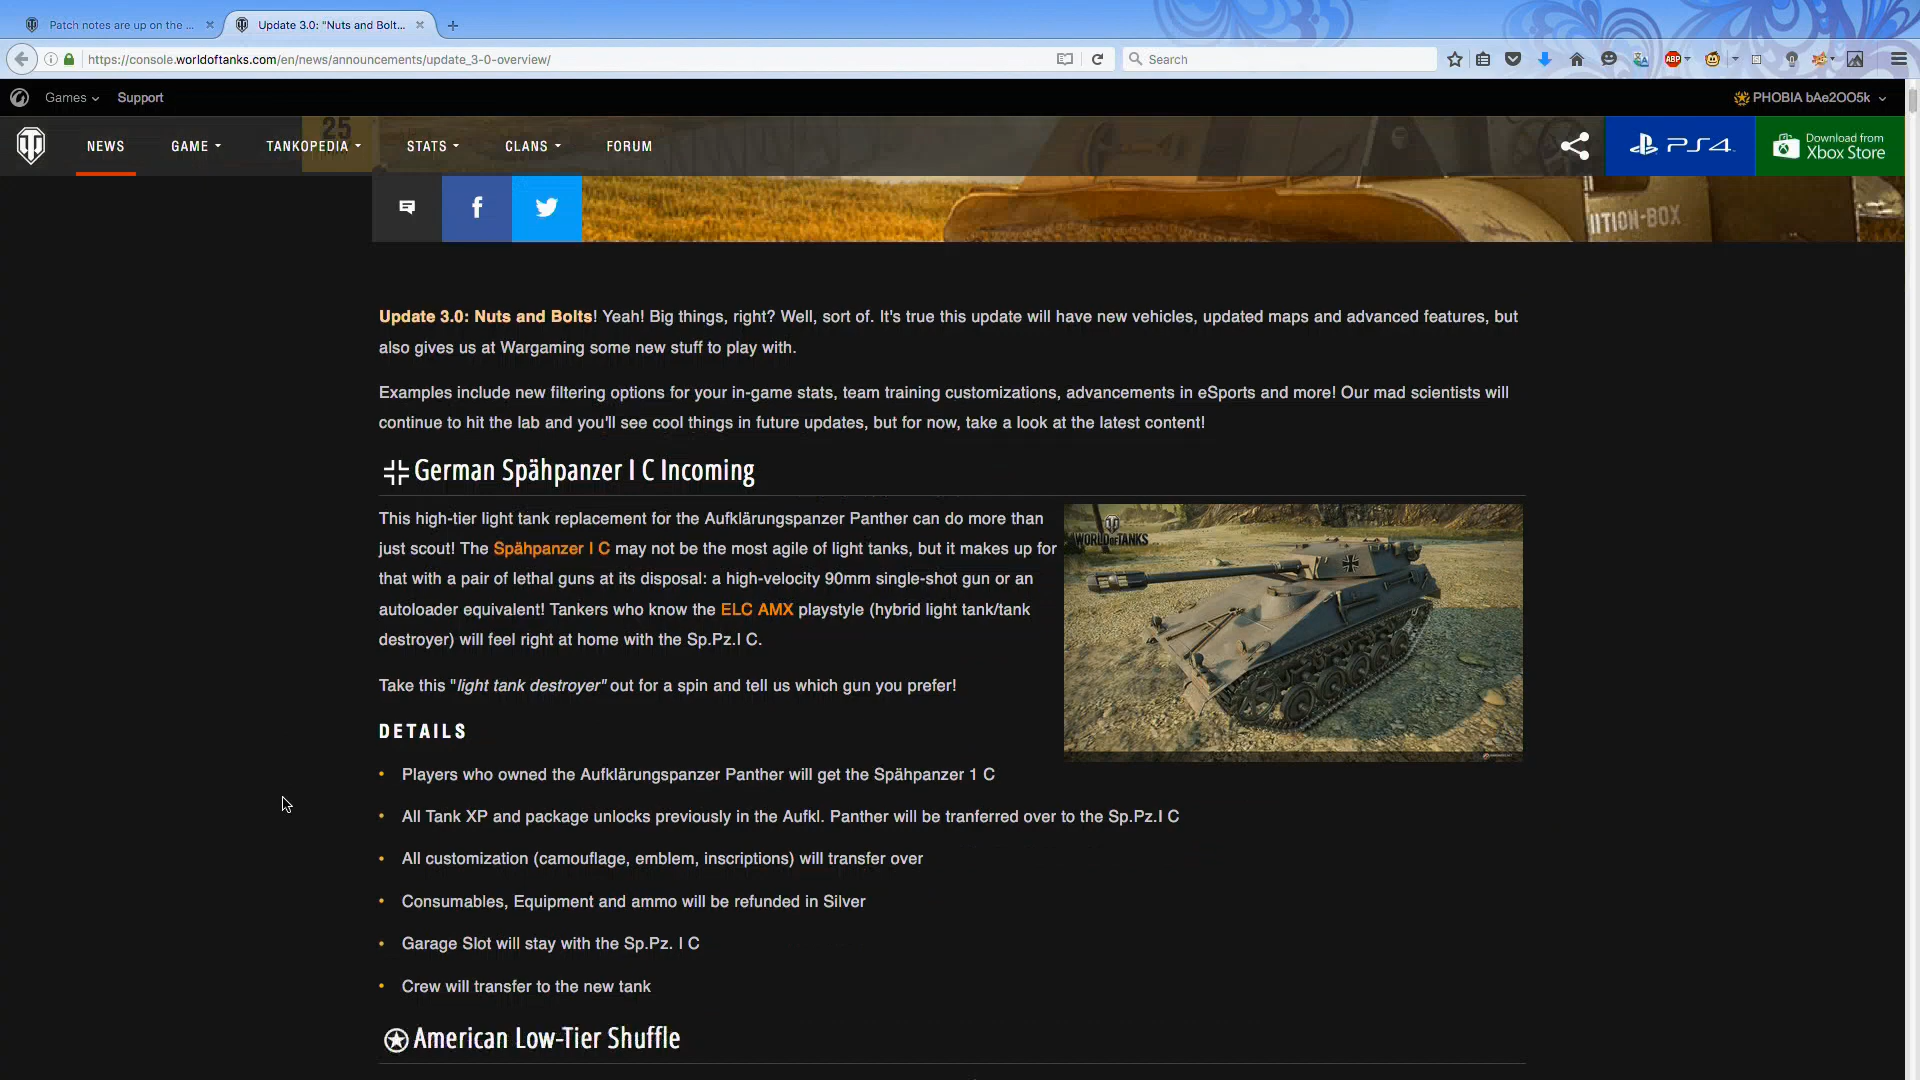 Patch notes are up on the ...
Update 3.0: "Nuts and Bolt...
https://console.worldoftanks.com/en/news/announcements/update_3-0-overview/
Search
ABP
Games
Support
PHOBIA bAe2OO5k
25
NEWS
GAME
TANKOPEDIA
STATS
CLANS
FORUM
PS4
Download from
Xbox Store
ITION-BOX
Update 3.0: Nuts and Bolts! Yeah! Big things, right? Well, sort of. It's true this update will have new vehicles, updated maps and advanced features, but
also gives us at Wargaming some new stuff to play with.
Examples include new filtering options for your in-game stats, team training customizations, advancements in eSports and more! Our mad scientists will
continue to hit the lab and you'll see cool things in future updates, but for now, take a look at the latest content!
German Spähpanzer I C Incoming
This high-tier light tank replacement for the Aufklärungspanzer Panther can do more than
just scout! The Spähpanzer I C may not be the most agile of light tanks, but it makes up for
that with a pair of lethal guns at its disposal: a high-velocity 90mm single-shot gun or an
autoloader equivalent! Tankers who know the ELC AMX playstyle (hybrid light tank/tank
destroyer) will feel right at home with the Sp.Pz.I C.
WORLD OF TANKS
Take this "light tank destroyer" out for a spin and tell us which gun you prefer!
DETAILS
• Players who owned the Aufklärungspanzer Panther will get the Spähpanzer 1 C
• All Tank XP and package unlocks previously in the Aufkl. Panther will be tranferred over to the Sp.Pz.I C
• All customization (camouflage, emblem, inscriptions) will transfer over
• Consumables, Equipment and ammo will be refunded in Silver
• Garage Slot will stay with the Sp.Pz. I C
• Crew will transfer to the new tank
American Low-Tier Shuffle